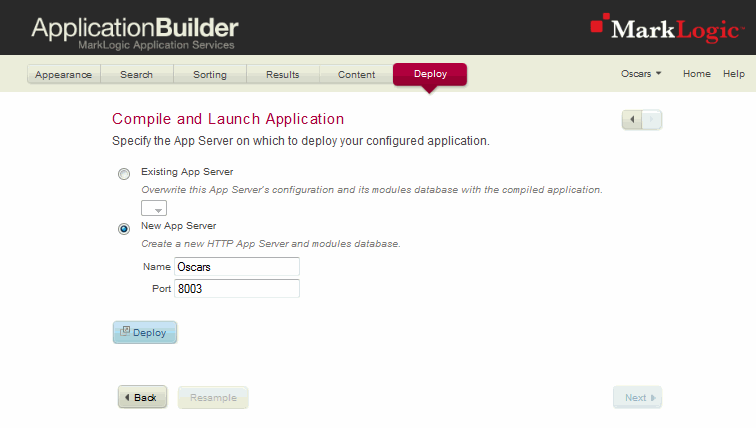 ApplicationBuilder
MarkLogic Application Services
MarkLogic™
Appearance Search Sorting Results Content Deploy Oscars Home Help
Compile and Launch Application
Specify the App Server on which to deploy your configured application.
Existing App Server
Overwrite this App Server's configuration and its modules database with the compiled application.
New App Server
Create a new HTTP App Server and modules database.
Name Oscars
Port 8003
Deploy
Back Resample Next